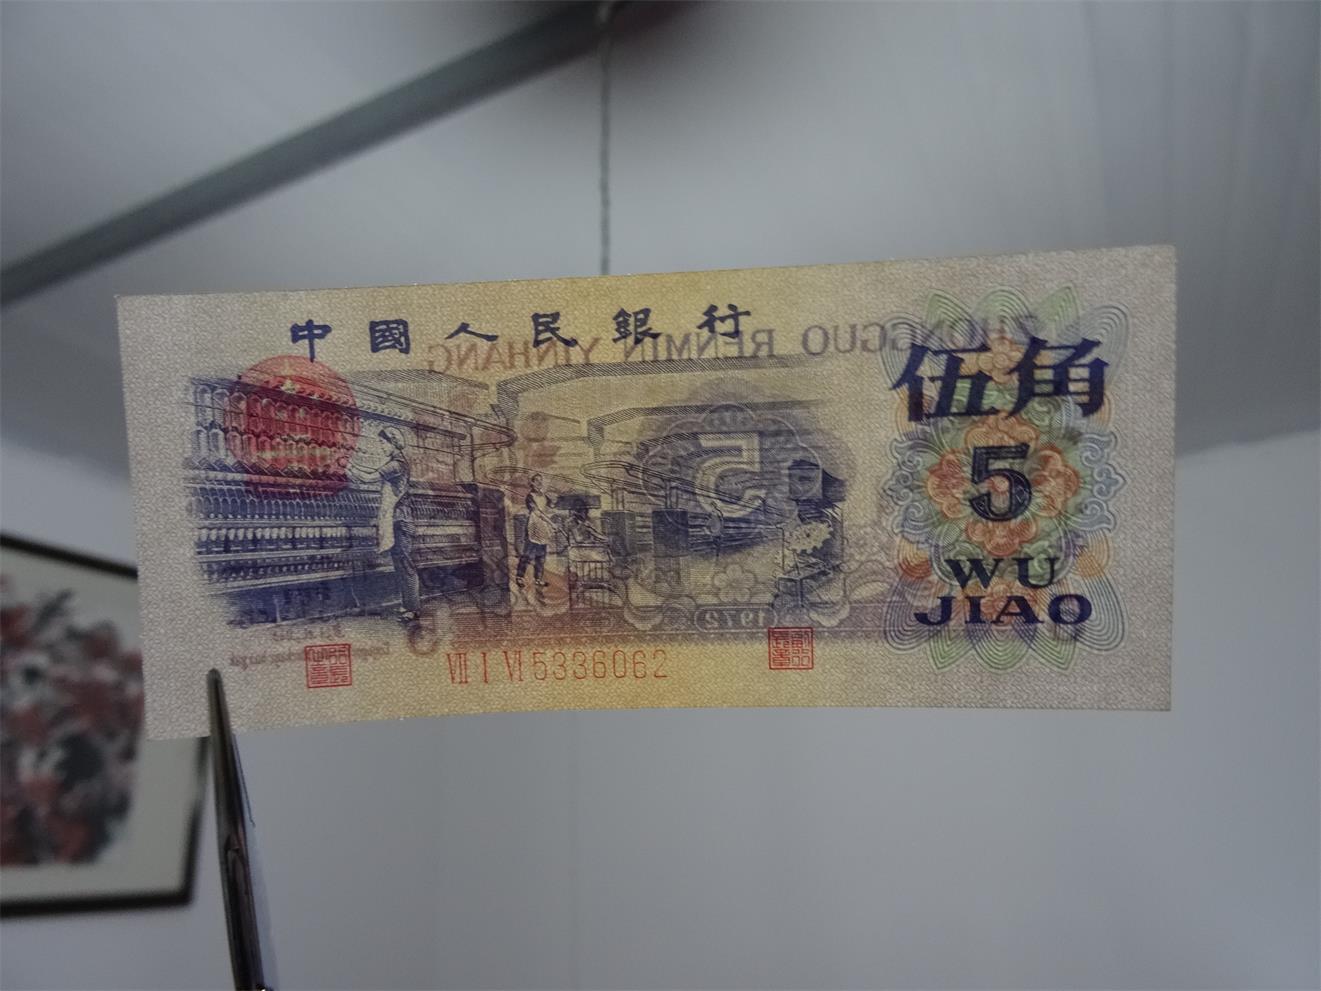 中國人民銀行
ZHONGGUO RENMIN YINHANG
伍角
5
5
WU
JIAO
1972
VII I VI 5336062